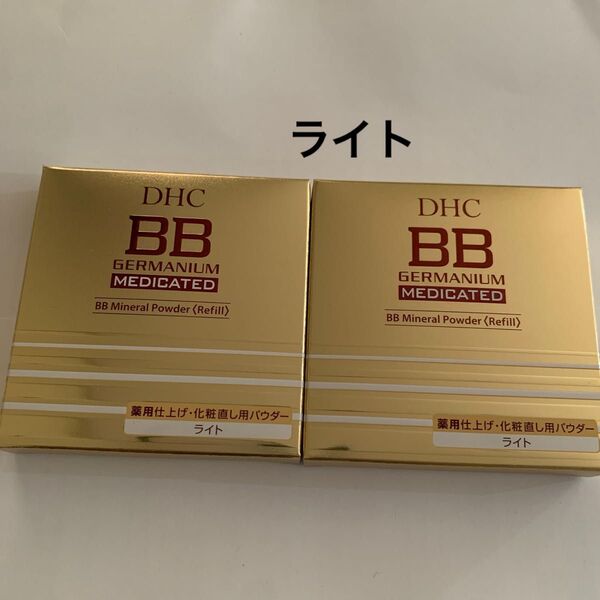 ライト
DHC
BB
GERMANIUM
MEDICATED
BB Mineral Powder〈Refill〉
薬用仕上げ・化粧直し用パウダー
ライト
DHC
BB
GERMANIUM
MEDICATED
BB Mineral Powder〈Refill〉
薬用仕上げ・化粧直し用パウダー
ライト